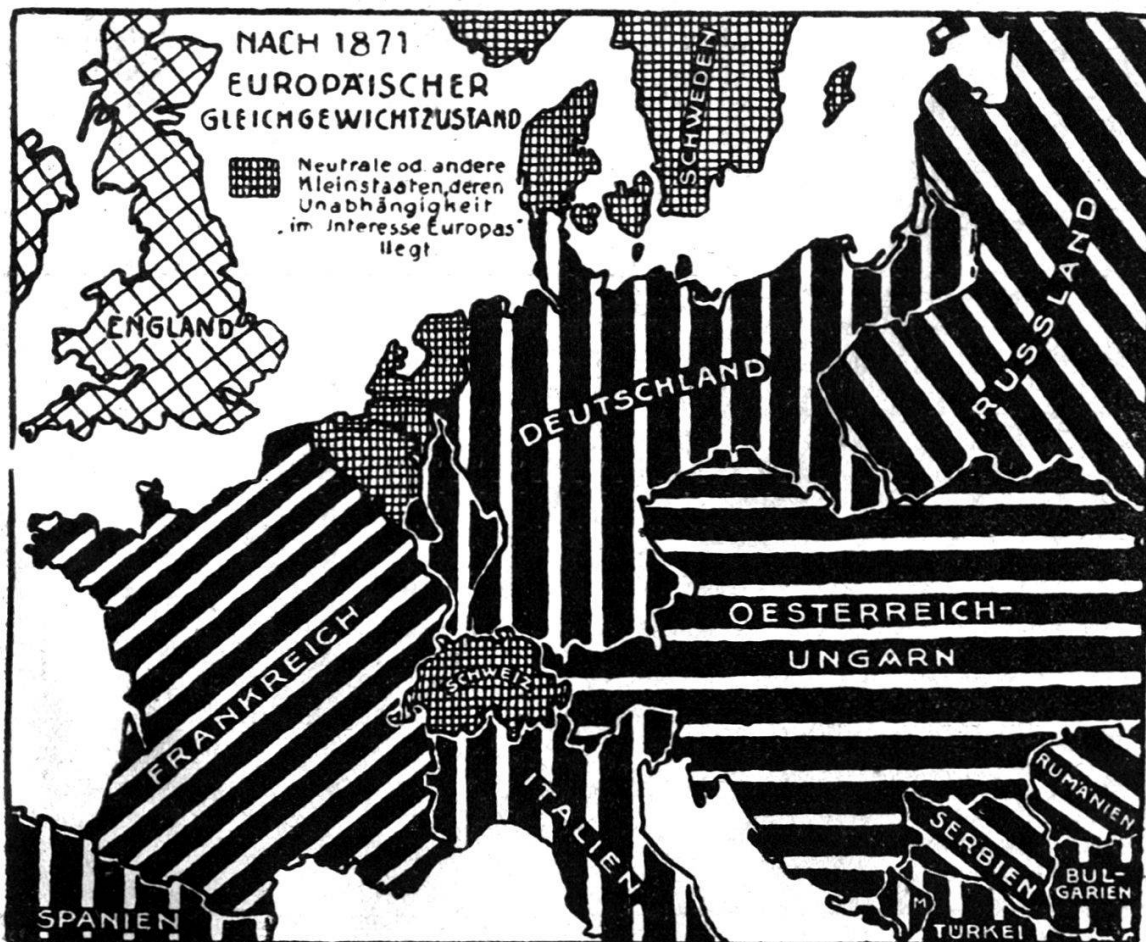 NACH 1871
EUROPÄISCHER
GLEICHGEWICHTZUSTAND
Neutrale od. andere
Kleinstaaten, deren
Unabhängigkeit
„im Interesse Europas“
liegt
SCHWEDEN
ENGLAND
RUSSLAND
DEUTSCHLAND
FRANKREICH
OESTERREICH-
UNGARN
SCHWEIZ
ITALIEN
RUMÄNIEN
SERBIEN
BUL-
GARIEN
M
TÜRKEI
SPANIEN